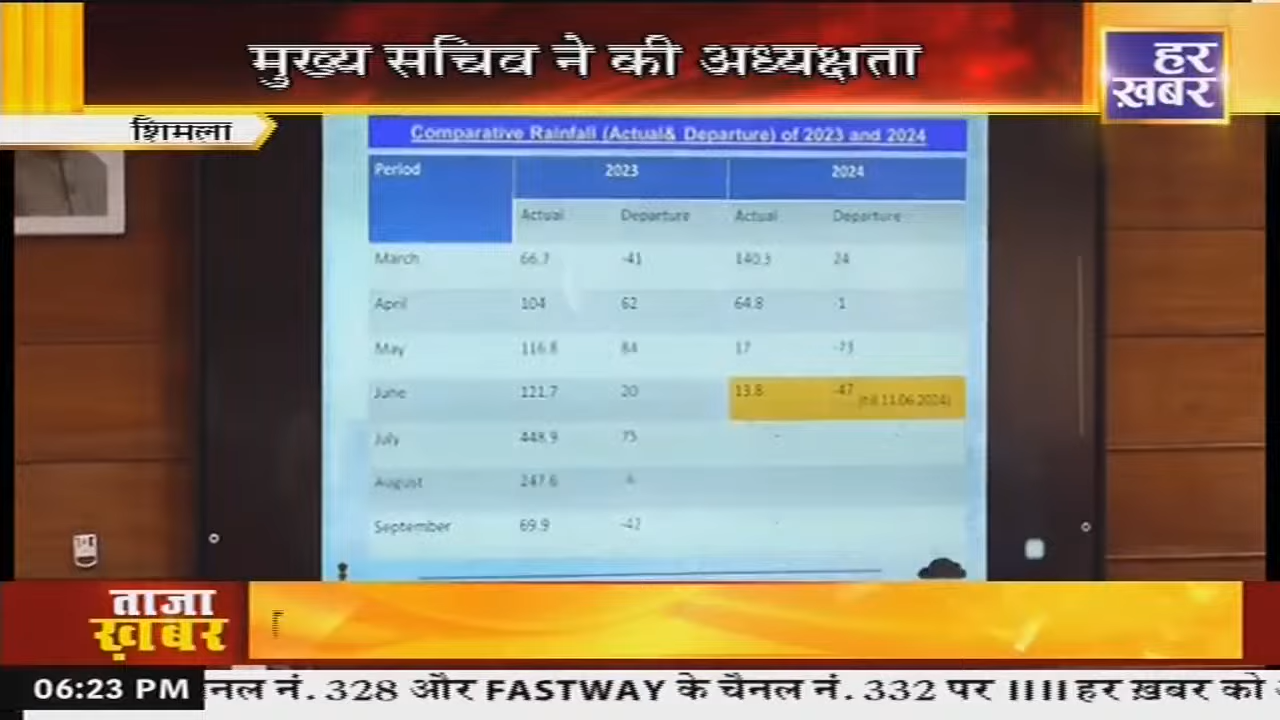 मुख्य सचिव ने की अध्यक्षता
हर
ख़बर
शिमला
Comparative Rainfall (Actual& Departure) of 2023 and 2024
Period 2023 2024
Actual Departure Actual Departure
March 66.7 -41 140.3 24
April 104 62 64.8 1
May 116.8 84 17 -73
June 121.7 20 13.8 -47 (till 11.06.2024)
July 448.9 75 - -
August 247.6
September 69.9 -42 -
ताजा
ख़बर
06:23 PM नल नं. 328 और FASTWAY के चैनल नं. 332 पर ।।।। हर ख़बर को